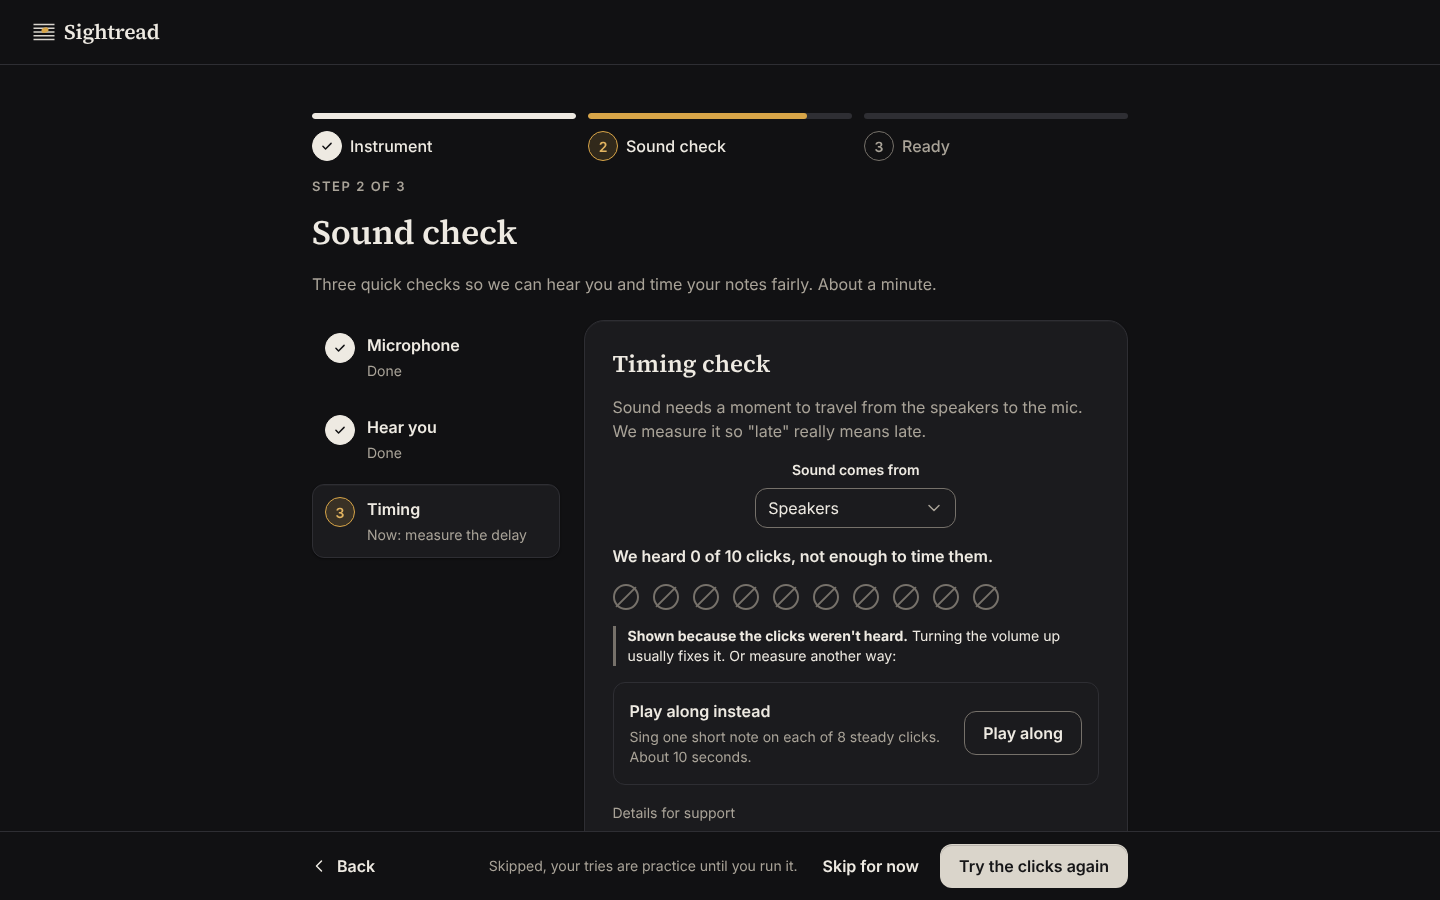 Sightread
Instrument
2 Sound check
3 Ready
STEP 2 OF 3
Sound check
Three quick checks so we can hear you and time your notes fairly. About a minute.
Microphone
Done
Hear you
Done
3 Timing
Now: measure the delay
Timing check
Sound needs a moment to travel from the speakers to the mic.
We measure it so "late" really means late.
Sound comes from
Speakers
We heard 0 of 10 clicks, not enough to time them.
Shown because the clicks weren't heard. Turning the volume up
usually fixes it. Or measure another way:
Play along instead
Sing one short note on each of 8 steady clicks.
About 10 seconds.
Play along
Details for support
Back
Skipped, your tries are practice until you run it.
Skip for now
Try the clicks again